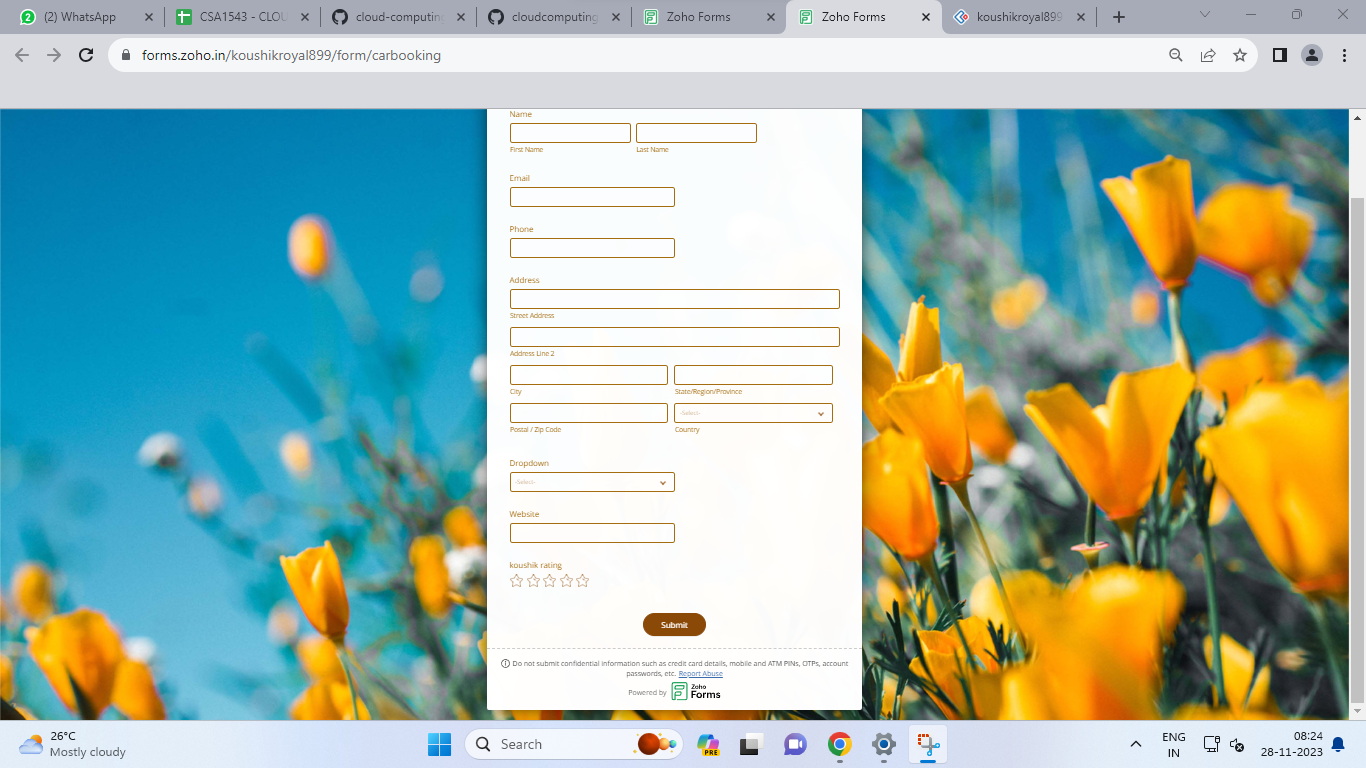 (2) WhatsApp
CSA1543 - CLOU
cloud-computing
cloudcomputing
Zoho Forms
Zoho Forms
koushikroyal899
forms.zoho.in/koushikroyal899/form/carbooking
Name
First Name Last Name
Email
Phone
Address
Street Address
Address Line 2
City State/Region/Province
-Select-
Postal / Zip Code Country
Dropdown
-Select-
Website
koushik rating
Submit
Do not submit confidential information such as credit card details, mobile and ATM PINs, OTPs, account
passwords, etc. Report Abuse
Powered by Zoho Forms
26°C
Mostly cloudy
Search
PRE
ENG
IN
08:24
28-11-2023